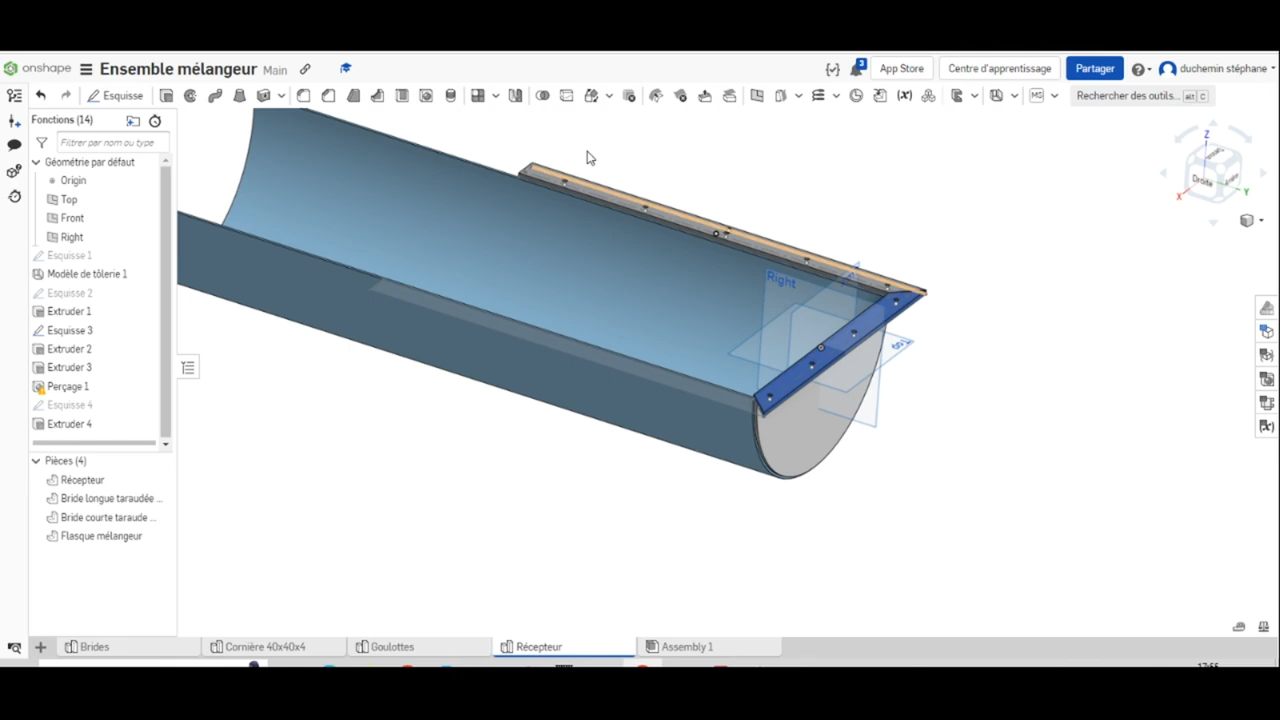 onshape
Ensemble mélangeur Main
3
App Store
Centre d'apprentissage
Partager
duchemin stéphane
Esquisse
Rechercher des outils... alt C
Fonctions (14)
Filtrer par nom ou type
Géométrie par défaut
Origin
Top
Front
Right
Esquisse 1
Modèle de tôlerie 1
Esquisse 2
Extruder 1
Esquisse 3
Extruder 2
Extruder 3
Perçage 1
Esquisse 4
Extruder 4
Pièces (4)
Récepteur
Bride longue taraudée ...
Bride courte taraude ...
Flasque mélangeur
Right
Top
Z
Droite
X
Y
Brides
Cornière 40x40x4
Goulottes
Récepteur
Assembly 1